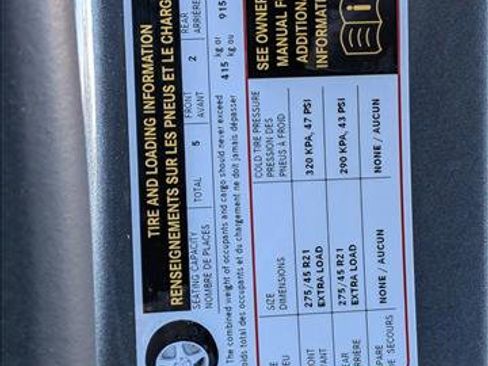 TIRE AND LOADING INFORMATION
RENSEIGNEMENTS SUR LES PNEUS ET LE CHARG
SEATING CAPACITY
NOMBRE DE PLACES
TOTAL 5
FRONT
AVANT 2
REAR
ARRIÈRE
The combined weight of occupants and cargo should never exceed 415 kg or 915
total des occupants et du chargement ne doit jamais dépasser kg ou
SIZE
DIMENSIONS
COLD TIRE PRESSURE
PRESSION DES
PNEUS À FROID
275/45 R21
EXTRA LOAD
320 KPA, 47 PSI
275/45 R21
EXTRA LOAD
290 KPA, 43 PSI
DE SECOURS
NONE / AUCUN
NONE / AUCUN
SEE OWNER
MANUAL F
ADDITIONA
INFORMATI